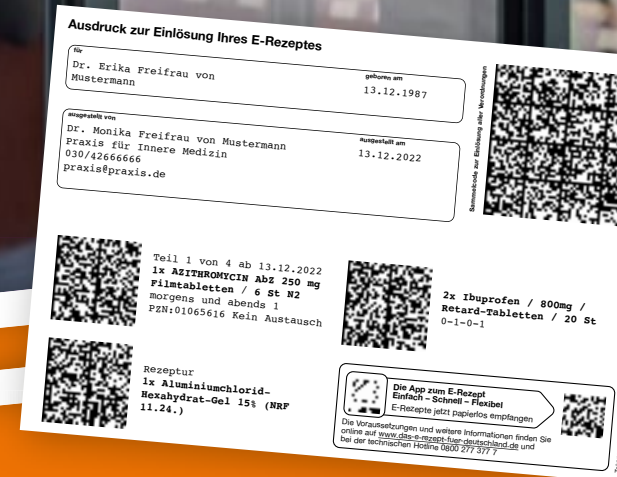 Ausdruck zur Einlösung Ihres E-Rezeptes
für
Dr. Erika Freifrau von
Mustermann
geboren am
13.12.1987
ausgestellt von
Dr. Monika Freifrau von Mustermann
Praxis für Innere Medizin
030/42666666
praxis@praxis.de
ausgestellt am
13.12.2022
Sammelcode zur Einlösung aller Verordnungen
Teil 1 von 4 ab 13.12.2022
1x AZITHROMYCIN AbZ 250 mg
Filmtabletten / 6 St N2
morgens und abends 1
PZN:01065616 Kein Austausch
2x Ibuprofen / 800mg /
Retard-Tabletten / 20 St
0-1-0-1
Rezeptur
1x Aluminiumchlorid-
Hexahydrat-Gel 15% (NRF
11.24.)
Die App zum E-Rezept
Einfach – Schnell – Flexibel
E-Rezepte jetzt papierlos empfangen
Die Voraussetzungen und weitere Informationen finden Sie
online auf www.das-e-rezept-fuer-deutschland.de und
bei der technischen Hotline 0800 277 377 7